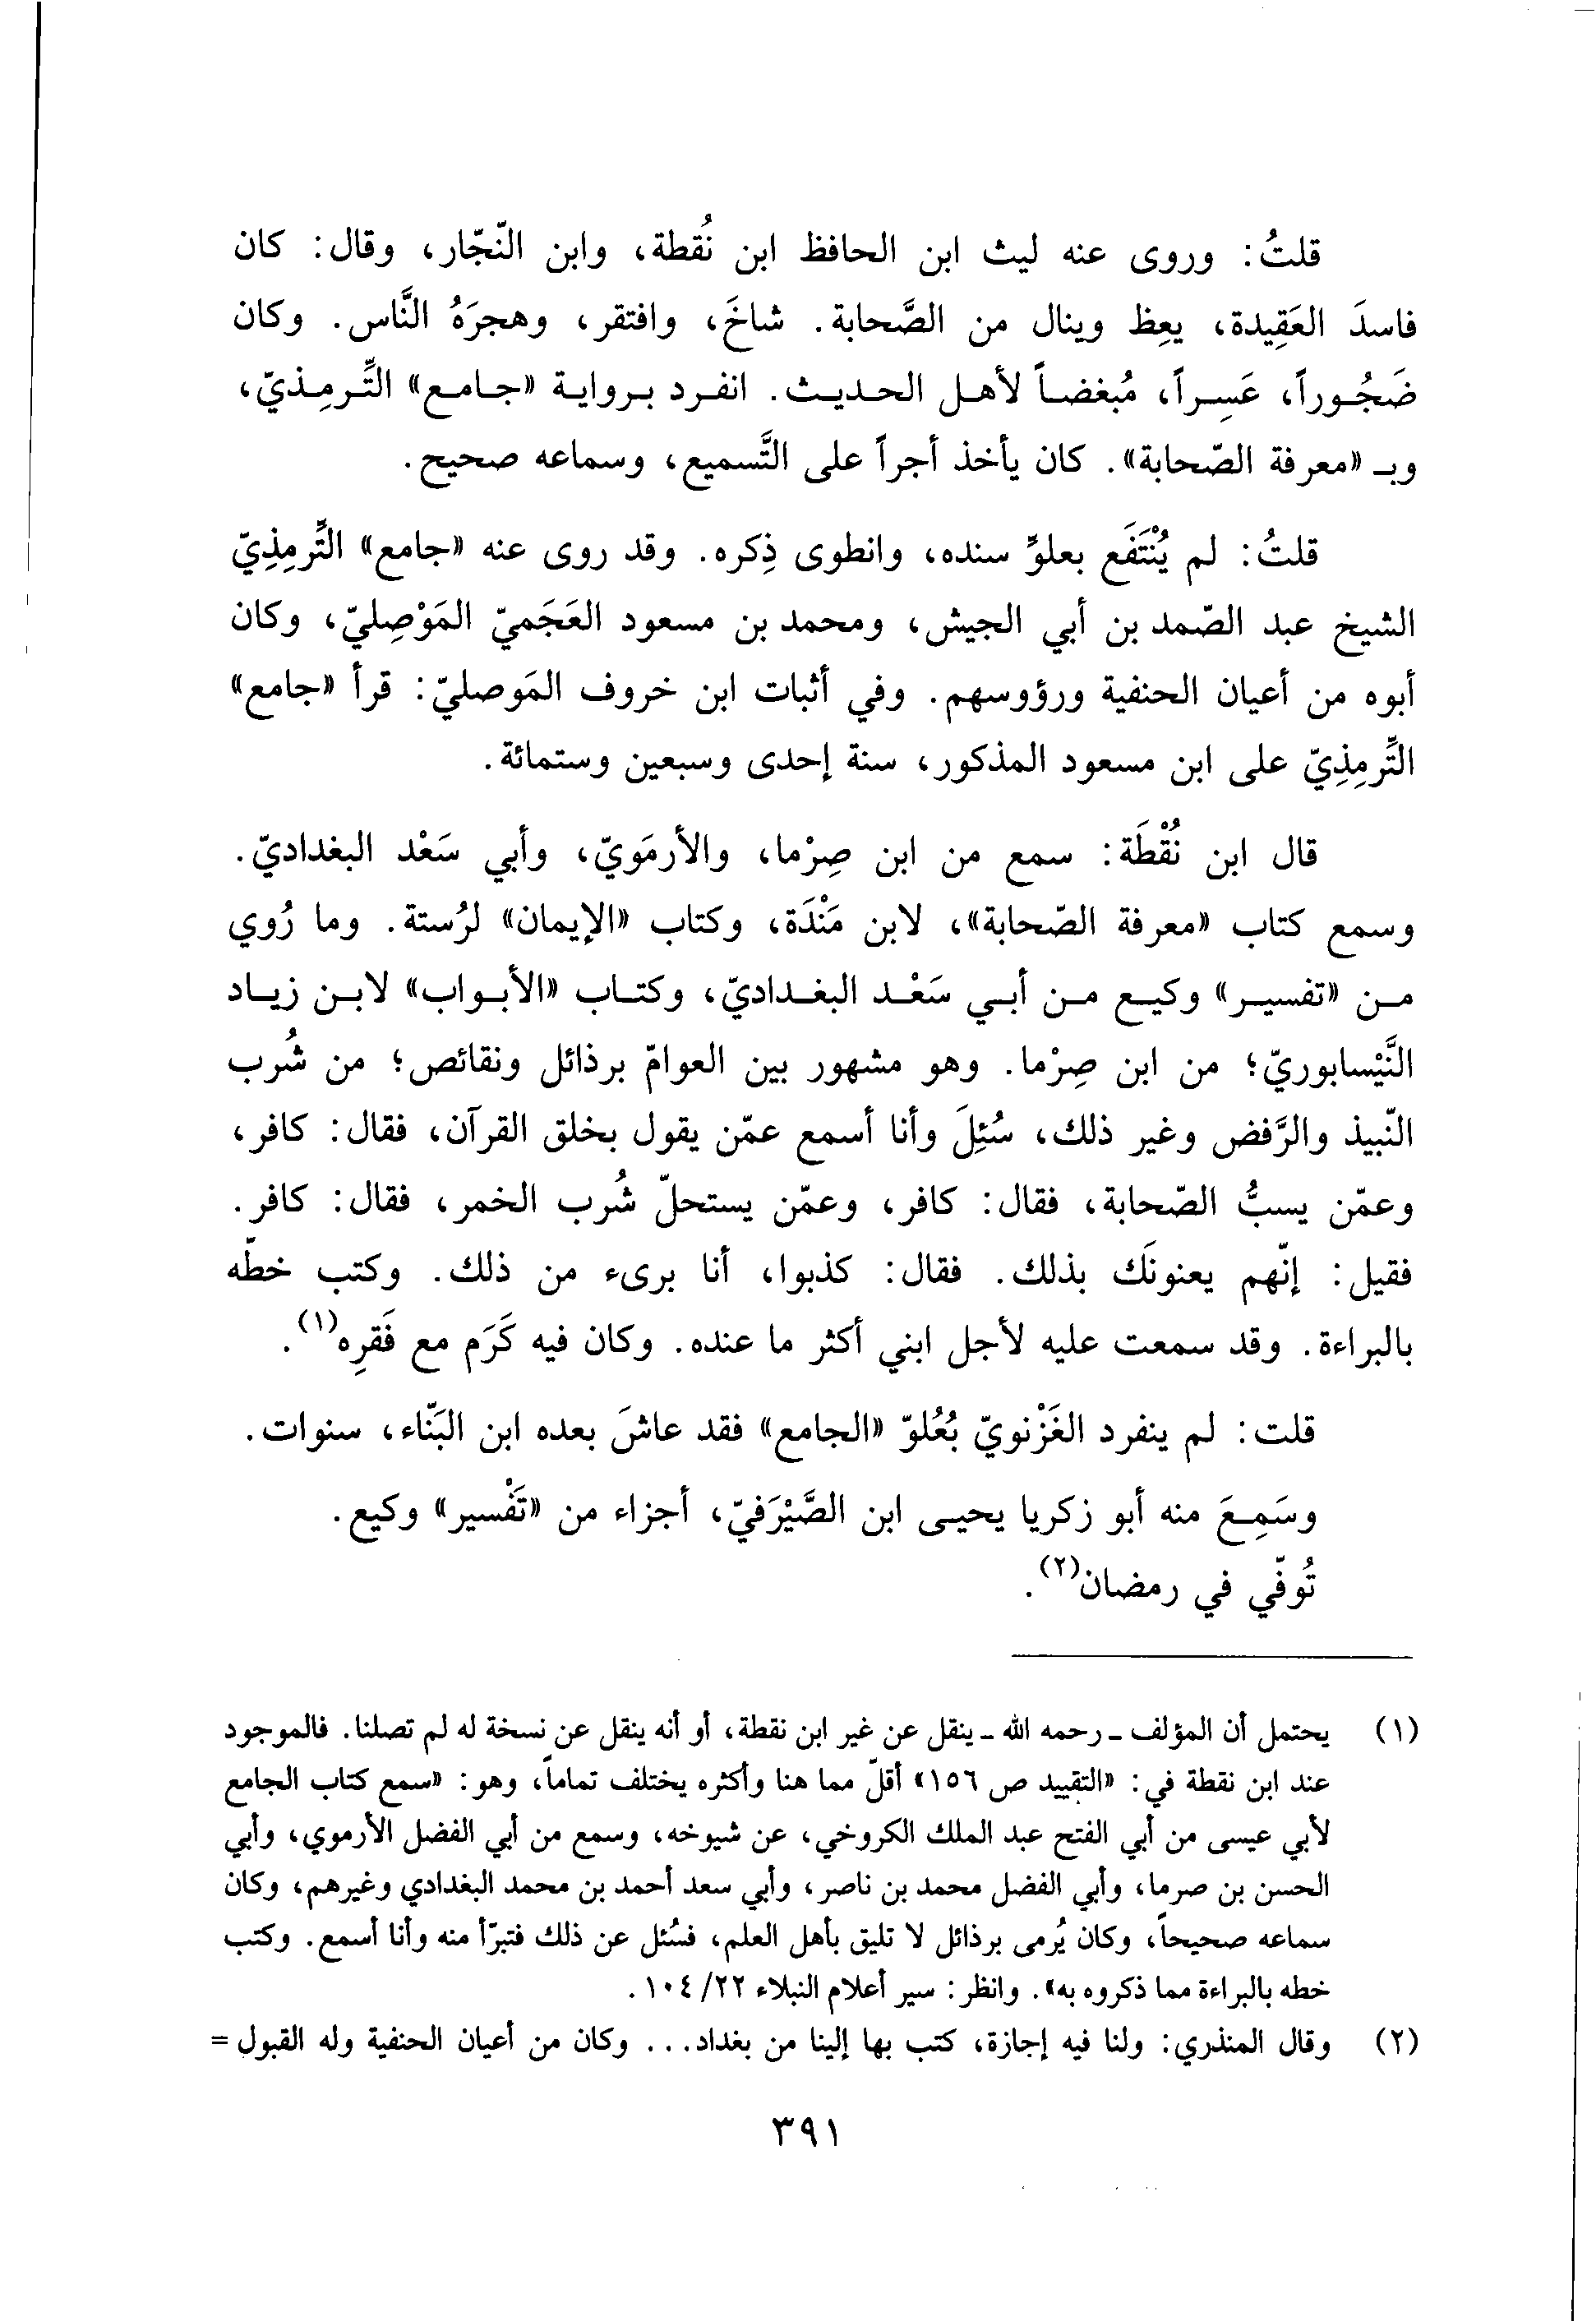 قلتُ: وروى عنه ليث ابن الحافظ ابن نُقطة، وابن النّجّار، وقال: كان
فاسدَ العَقِيدة، يعِظ وينال من الصَّحابة. شاخَ، وافتقر، وهجرَهُ النَّاس. وكان
ضَجُوراً، عَسِراً، مُبغضاً لأهل الحديث. انفرد برواية «جامع» التِّرمِذيّ،
وبـ «معرفة الصّحابة». كان يأخذ أجراً على التَّسميع، وسماعه صحيح.
قلتُ: لم يُنْتَفَع بعلوِّ سنده، وانطوى ذِكره. وقد روى عنه «جامع» التِّرمِذِيّ
الشيخ عبد الصّمد بن أبي الجيش، ومحمد بن مسعود العَجَميّ المَوْصِليّ، وكان
أبوه من أعيان الحنفية ورؤوسهم. وفي أثبات ابن خروف المَوصليّ: قرأ «جامع»
التِّرمِذِيّ على ابن مسعود المذكور، سنة إحدى وسبعين وستمائة.
قال ابن نُقْطَة: سمع من ابن صِرْما، والأرمَويّ، وأبي سَعْد البغداديّ.
وسمع كتاب «معرفة الصّحابة»، لابن مَنْدَة، وكتاب «الإيمان» لرُستة. وما رُوي
من «تفسير» وكيع من أبي سَعْد البغداديّ، وكتاب «الأبواب» لابن زياد
النَّيْسابوريّ؛ من ابن صِرْما. وهو مشهور بين العوامّ برذائل ونقائص؛ من شُرب
النّبيذ والرَّفض وغير ذلك، سُئِلَ وأنا أسمع عمّن يقول بخلق القرآن، فقال: كافر،
وعمّن يسبُّ الصّحابة، فقال: كافر، وعمّن يستحلّ شُرب الخمر، فقال: كافر.
فقيل: إنّهم يعنونَك بذلك. فقال: كذبوا، أنا برىء من ذلك. وكتب خطّه
بالبراءة. وقد سمعت عليه لأجل ابني أكثر ما عنده. وكان فيه كَرَم مع فَقرِه(١).
قلت: لم ينفرد الغَزْنويّ بُعُلوّ «الجامع» فقد عاشَ بعده ابن البَنّاء، سنوات.
وسَمِعَ منه أبو زكريا يحيى ابن الصَّيْرَفيّ، أجزاء من «تَفْسير» وكيع.
تُوفّي في رمضان(٢).
(١) يحتمل أن المؤلف ـ رحمه الله ـ ينقل عن غير ابن نقطة، أو أنه ينقل عن نسخة له لم تصلنا. فالموجود
عند ابن نقطة في: «التقييد ص ١٥٦» أقلّ مما هنا وأكثره يختلف تماماً، وهو: «سمع كتاب الجامع
لأبي عيسى من أبي الفتح عبد الملك الكروخي، عن شيوخه، وسمع من أبي الفضل الأرموي، وأبي
الحسن بن صرما، وأبي الفضل محمد بن ناصر، وأبي سعد أحمد بن محمد البغدادي وغيرهم، وكان
سماعه صحيحاً، وكان يُرمى برذائل لا تليق بأهل العلم، فسُئل عن ذلك فتبرّأ منه وأنا أسمع. وكتب
خطه بالبراءة مما ذكروه به». وانظر: سير أعلام النبلاء ٢٢/ ١٠٤.
(٢) وقال المنذري: ولنا فيه إجازة، كتب بها إلينا من بغداد... وكان من أعيان الحنفية وله القبول =
٣٩١